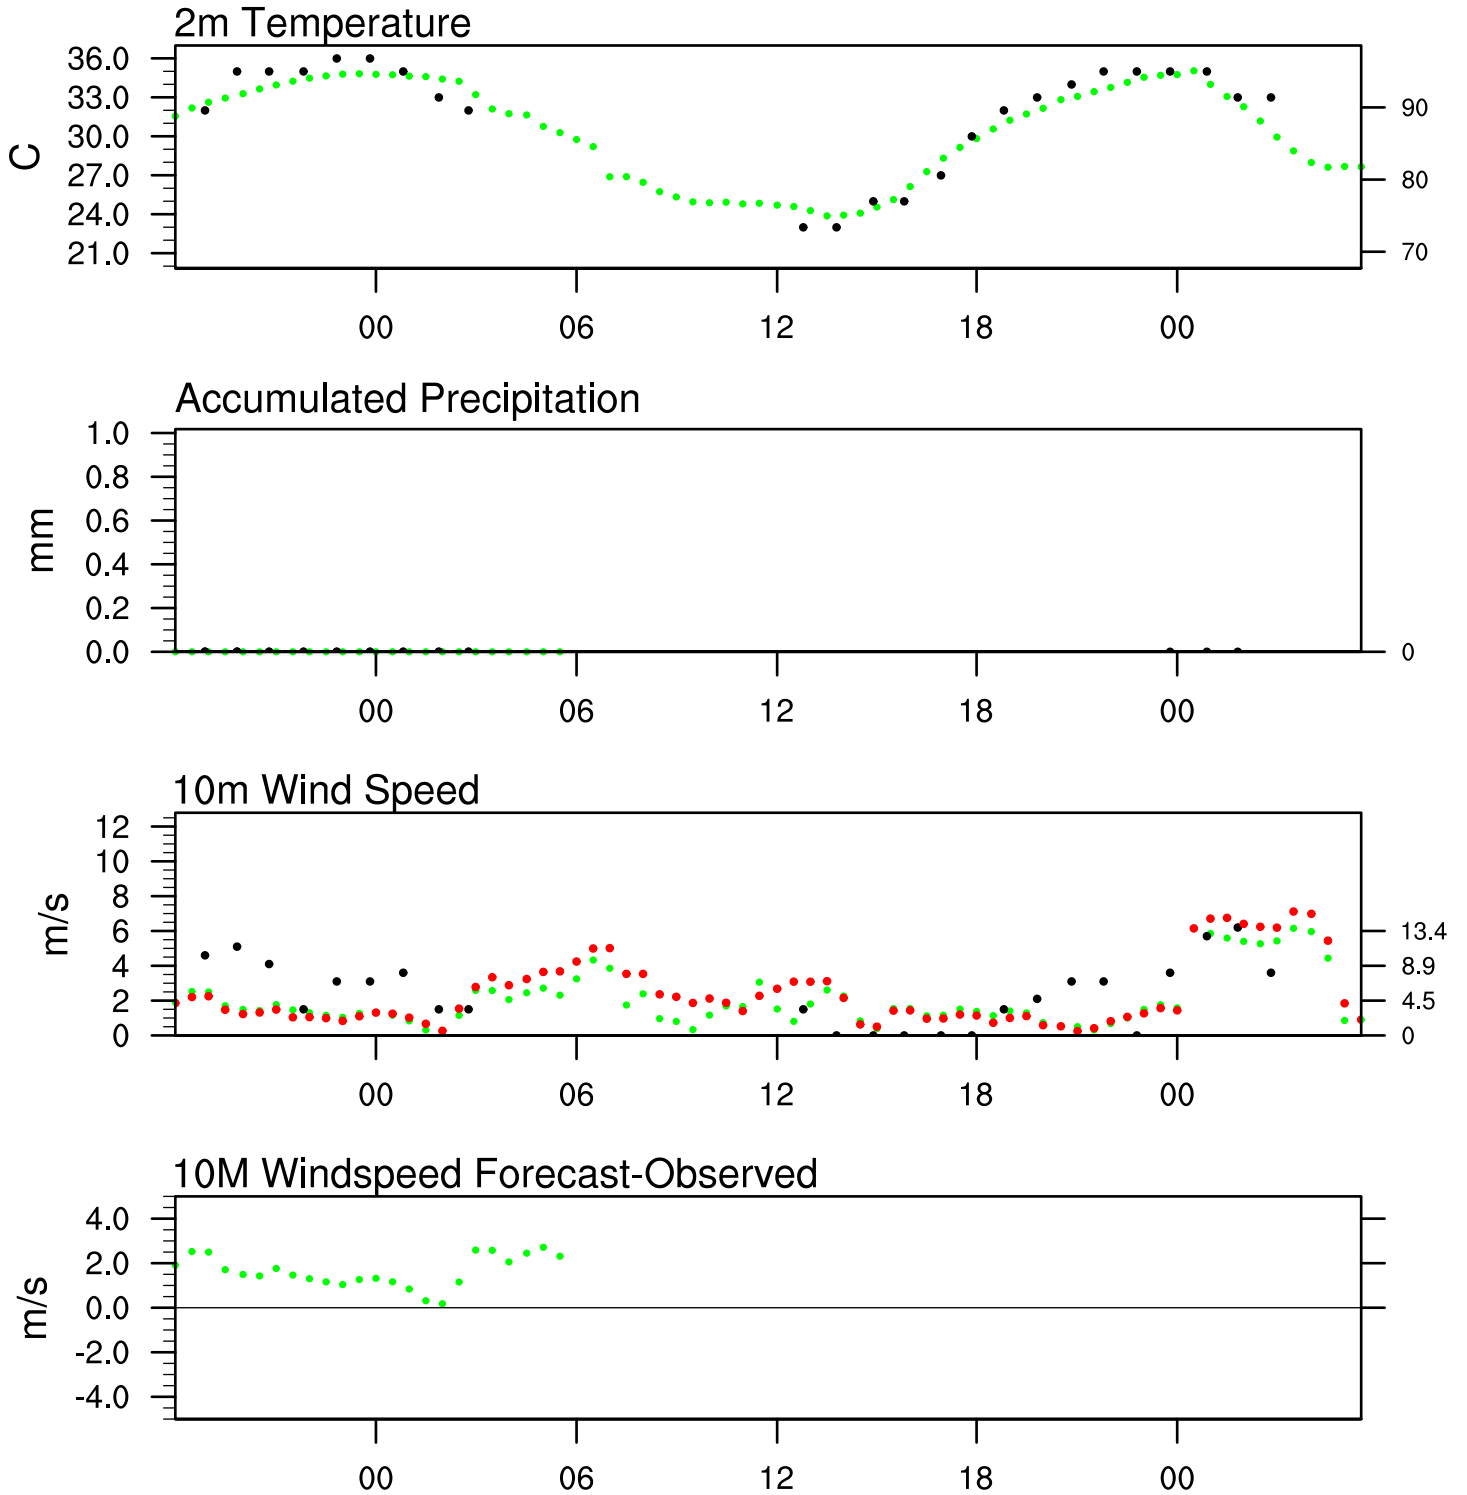 2m Temperature
36.0
33.0
30.0
27.0
24.0
21.0
C
90
80
70
00 06 12 18 00
Accumulated Precipitation
1.0
0.8
0.6
0.4
0.2
0.0
mm
0
00 06 12 18 00
10m Wind Speed
12
10
8
6
4
2
0
m/s
13.4
8.9
4.5
0
00 06 12 18 00
10M Windspeed Forecast-Observed
4.0
2.0
0.0
-2.0
-4.0
m/s
00 06 12 18 00